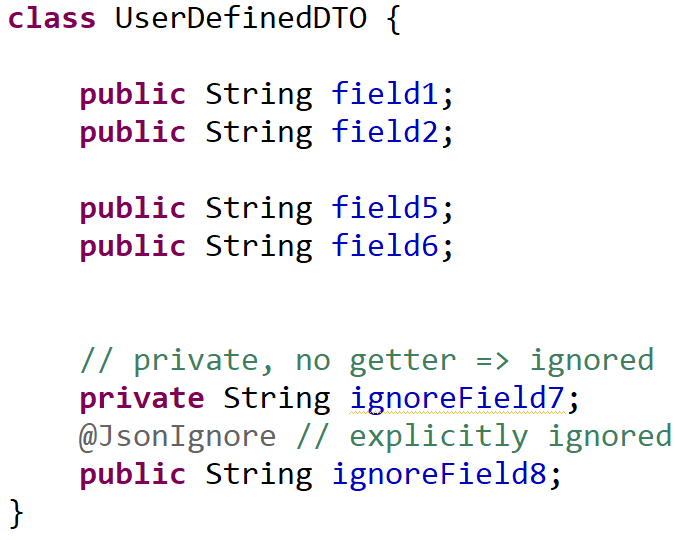 class UserDefinedDTO {
public String field1;
public String field2;
public String field5;
public String field6;
// private, no getter => ignored
private String ignoreField7;
@JsonIgnore // explicitly ignored
public String ignoreField8;
}